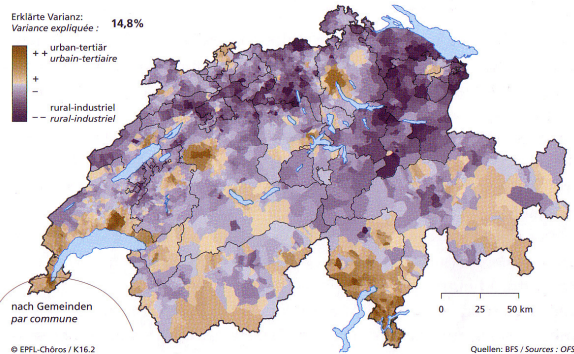 Erklärte Varianz:
Variance expliquée : 14,8%
+ + urban-tertiär
urbain-tertiaire
+
–
rural-industriel
– – rural-industriel
nach Gemeinden
par commune
0 25 50 km
© EPFL-Chôros / K16.2
Quellen: BFS / Sources : OFS